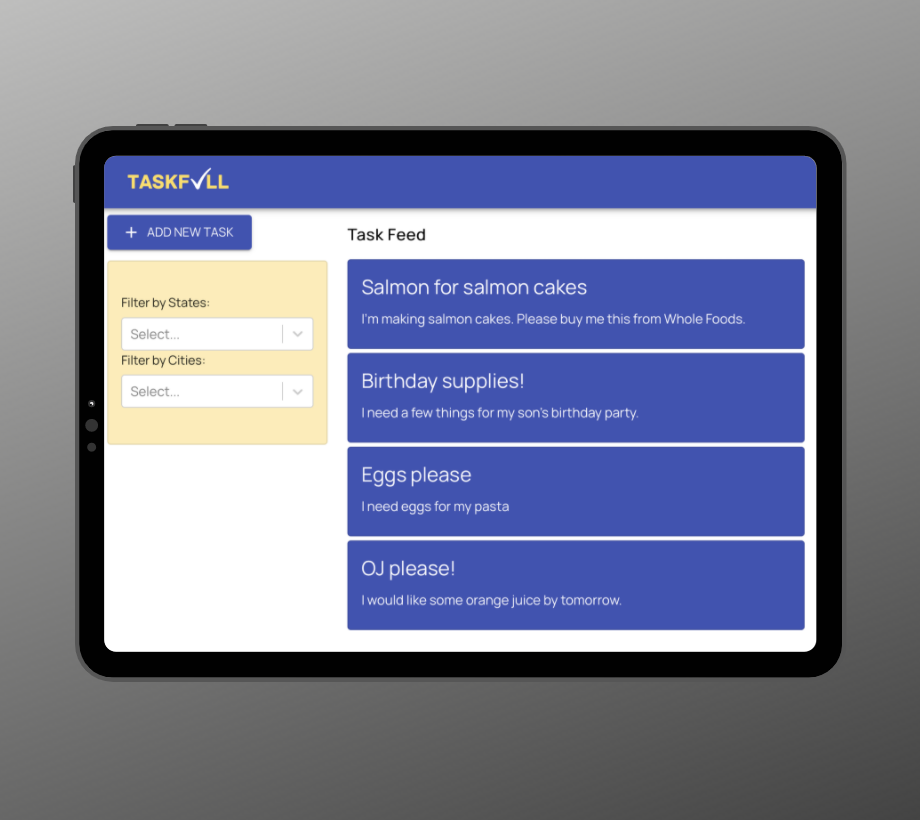 TASKF✓LL
+ ADD NEW TASK
Filter by States:
Select...
Filter by Cities:
Select...
Task Feed
Salmon for salmon cakes
I'm making salmon cakes. Please buy me this from Whole Foods.
Birthday supplies!
I need a few things for my son's birthday party.
Eggs please
I need eggs for my pasta
OJ please!
I would like some orange juice by tomorrow.